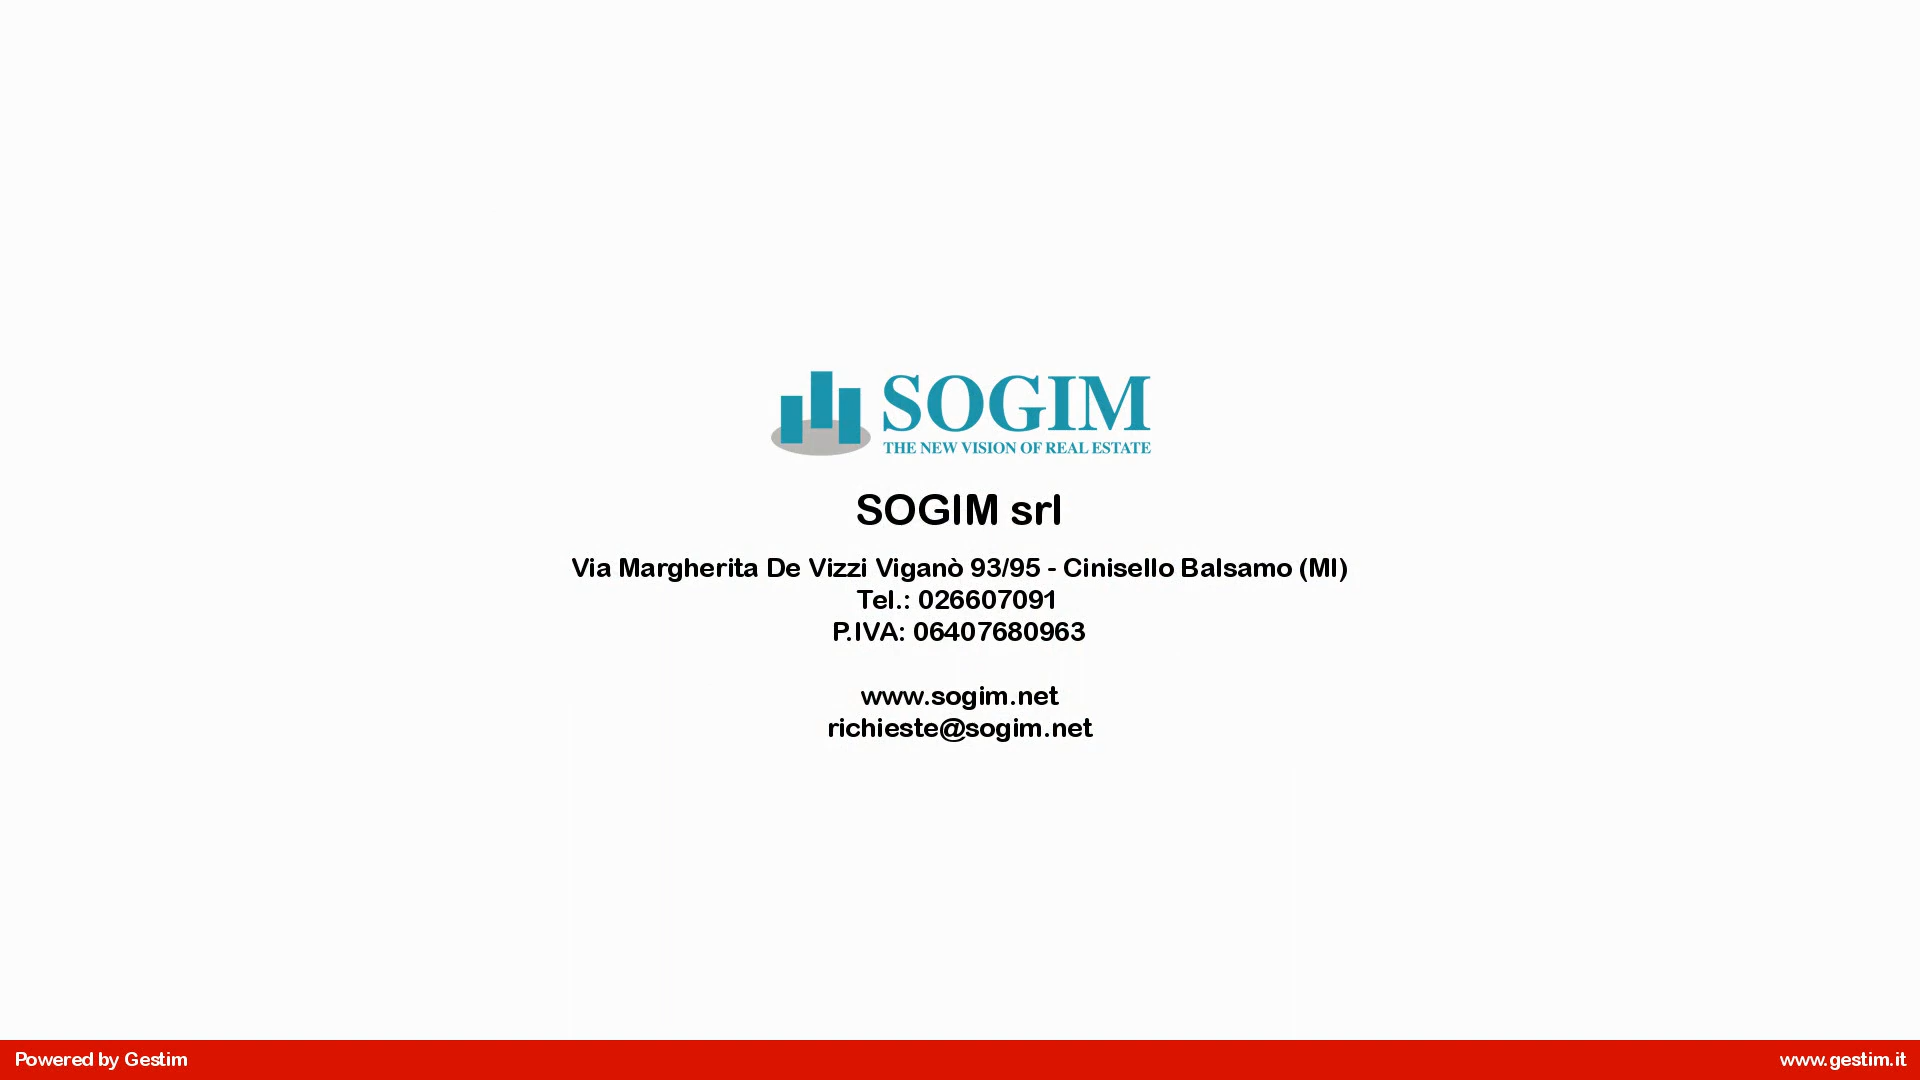 SOGIM
THE NEW VISION OF REAL ESTATE
SOGIM srl
Via Margherita De Vizzi Viganò 93/95 - Cinisello Balsamo (MI)
Tel.: 026607091
P.IVA: 06407680963
www.sogim.net
richieste@sogim.net
Powered by Gestim
www.gestim.it